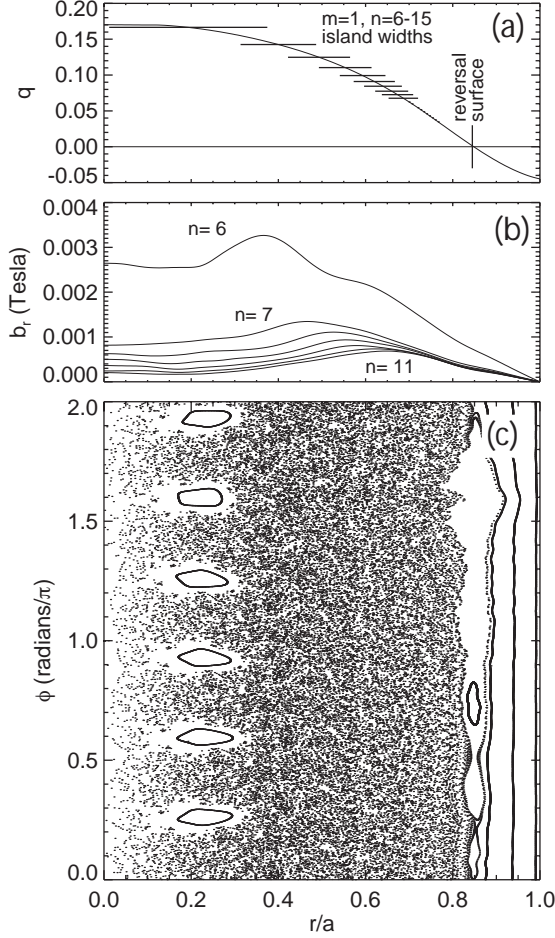 0.20
0.15
0.10
0.05
0.00
-0.05
q
m=1, n=6-15
island widths
(a)
reversal
surface
0.004
0.003
0.002
0.001
0.000
b_r (Tesla)
n= 6
n= 7
n= 11
(b)
2.0
1.5
1.0
0.5
0.0
ϕ (radians/π)
(c)
0.0 0.2 0.4 0.6 0.8 1.0
r/a